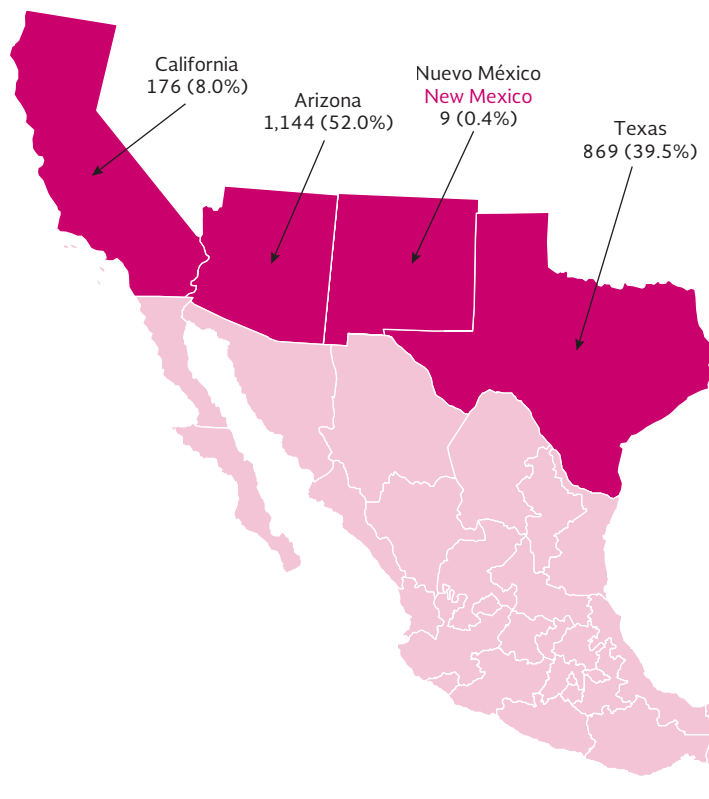 California
176 (8.0%)
Arizona
1,144 (52.0%)
Nuevo México
New Mexico
9 (0.4%)
Texas
869 (39.5%)